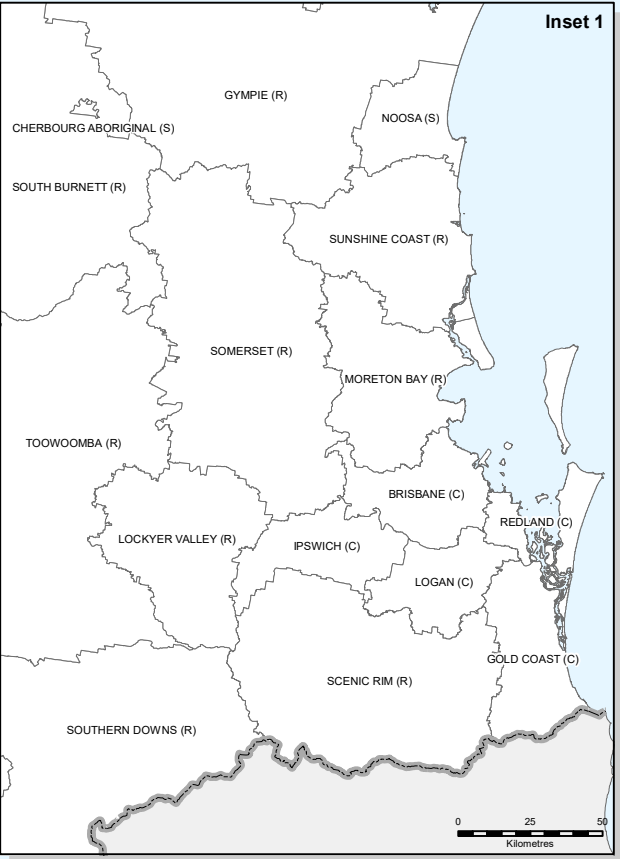 Inset 1
GYMPIE (R)
NOOSA (S)
CHERBOURG ABORIGINAL (S)
SOUTH BURNETT (R)
SUNSHINE COAST (R)
SOMERSET (R)
MORETON BAY (R)
TOOWOOMBA (R)
BRISBANE (C)
REDLAND (C)
LOCKYER VALLEY (R)
IPSWICH (C)
LOGAN (C)
GOLD COAST (C)
SCENIC RIM (R)
SOUTHERN DOWNS (R)
0 25 50
Kilometres